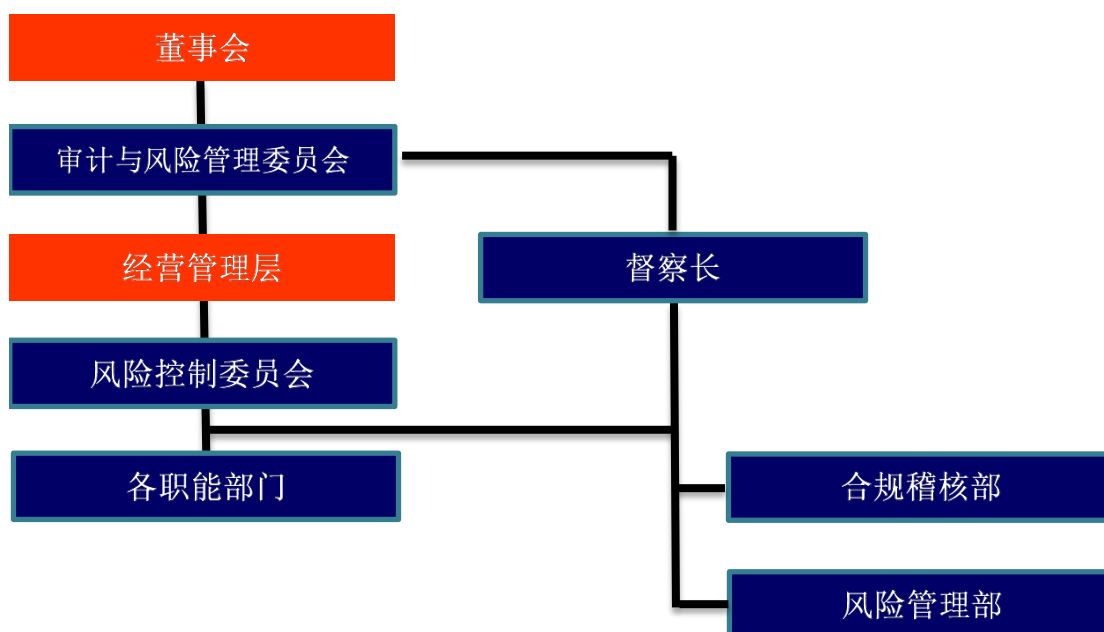 董事会
审计与风险管理委员会
经营管理层
督察长
风险控制委员会
各职能部门
合规稽核部
风险管理部